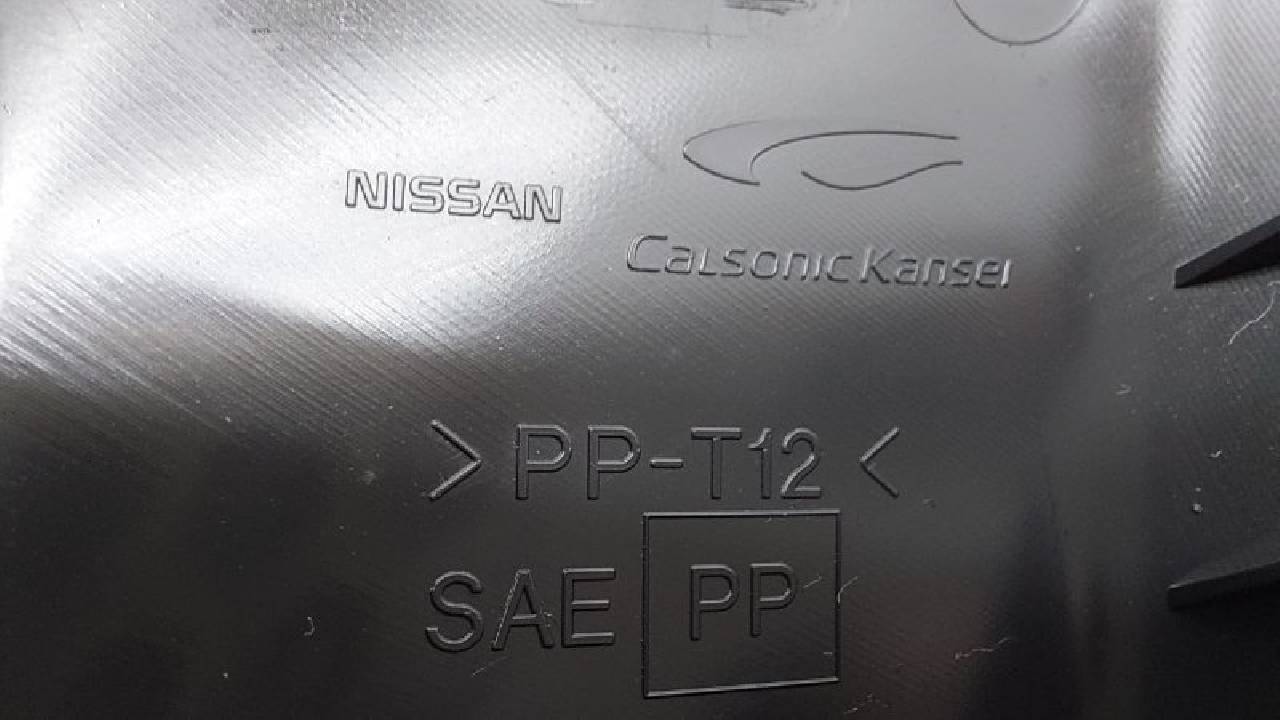 NISSAN
CalsonicKansei
>PP-T12<
SAE PP